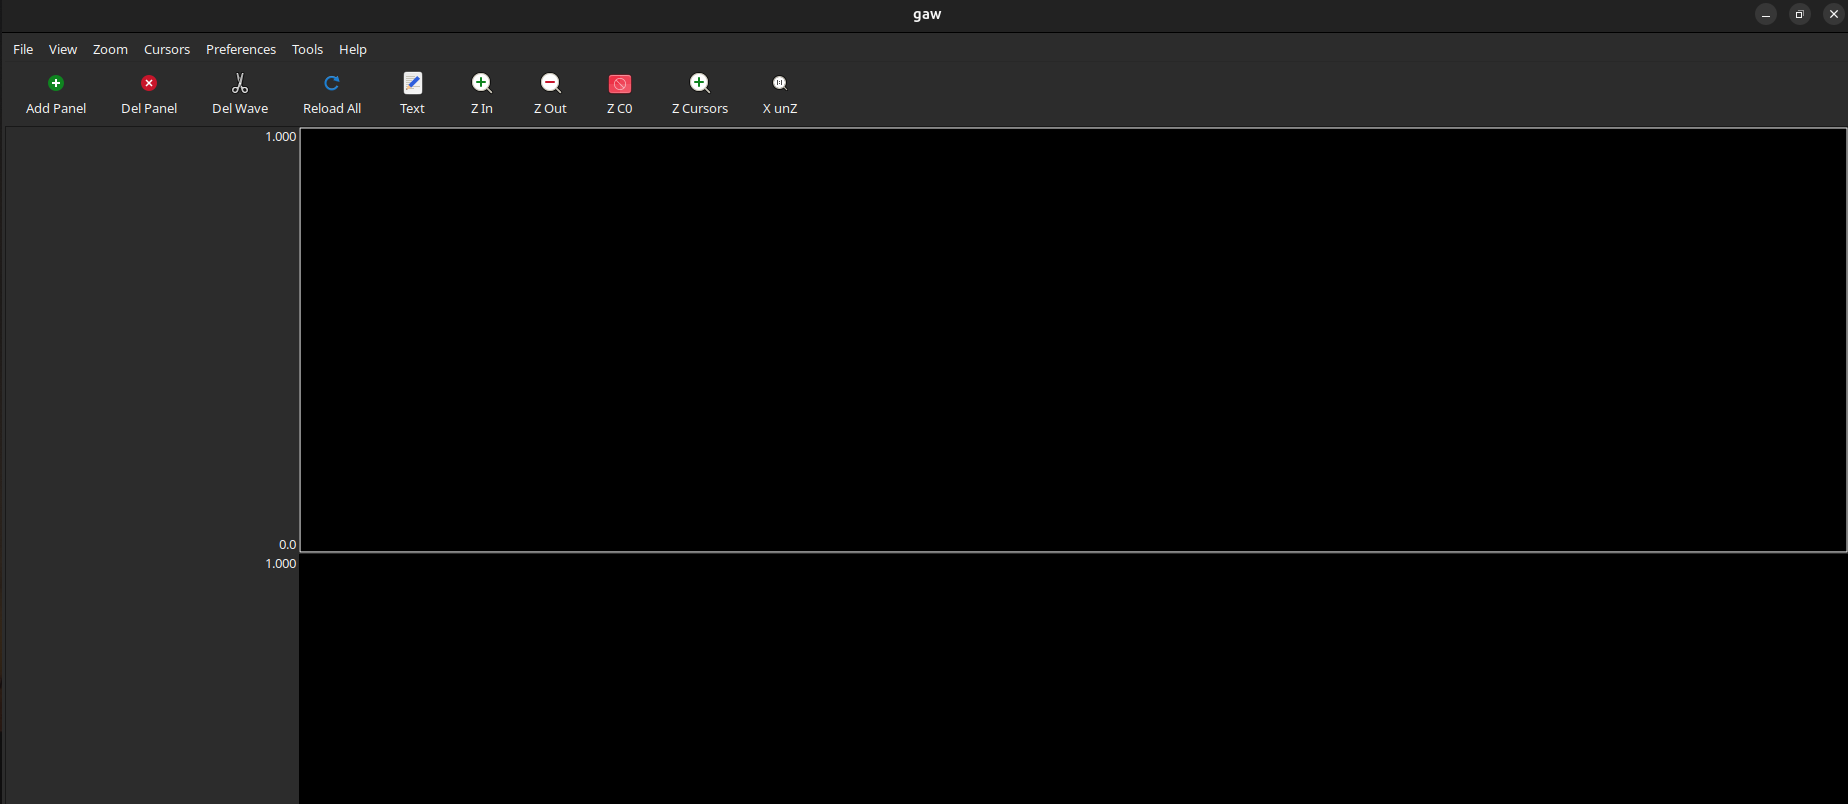 gaw
File View Zoom Cursors Preferences Tools Help
Add Panel Del Panel Del Wave Reload All Text Z In Z Out Z C0 Z Cursors X unZ
1.000
0.0
1.000